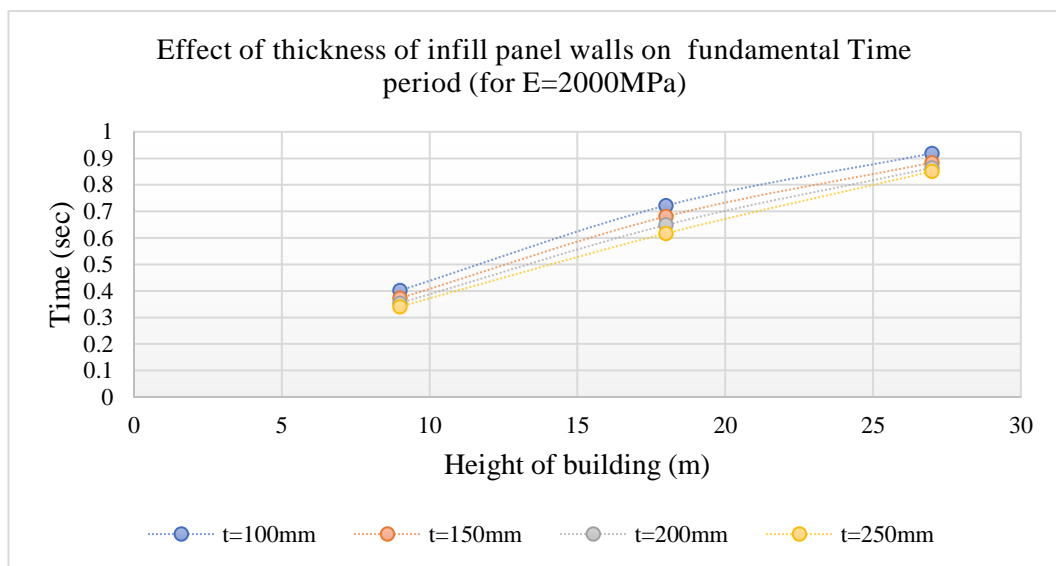 Effect of thickness of infill panel walls on fundamental Time
period (for E=2000MPa)
1
0.9
0.8
0.7
0.6
0.5
0.4
0.3
0.2
0.1
0
Time (sec)
0 5 10 15 20 25 30
Height of building (m)
t=100mm t=150mm t=200mm t=250mm